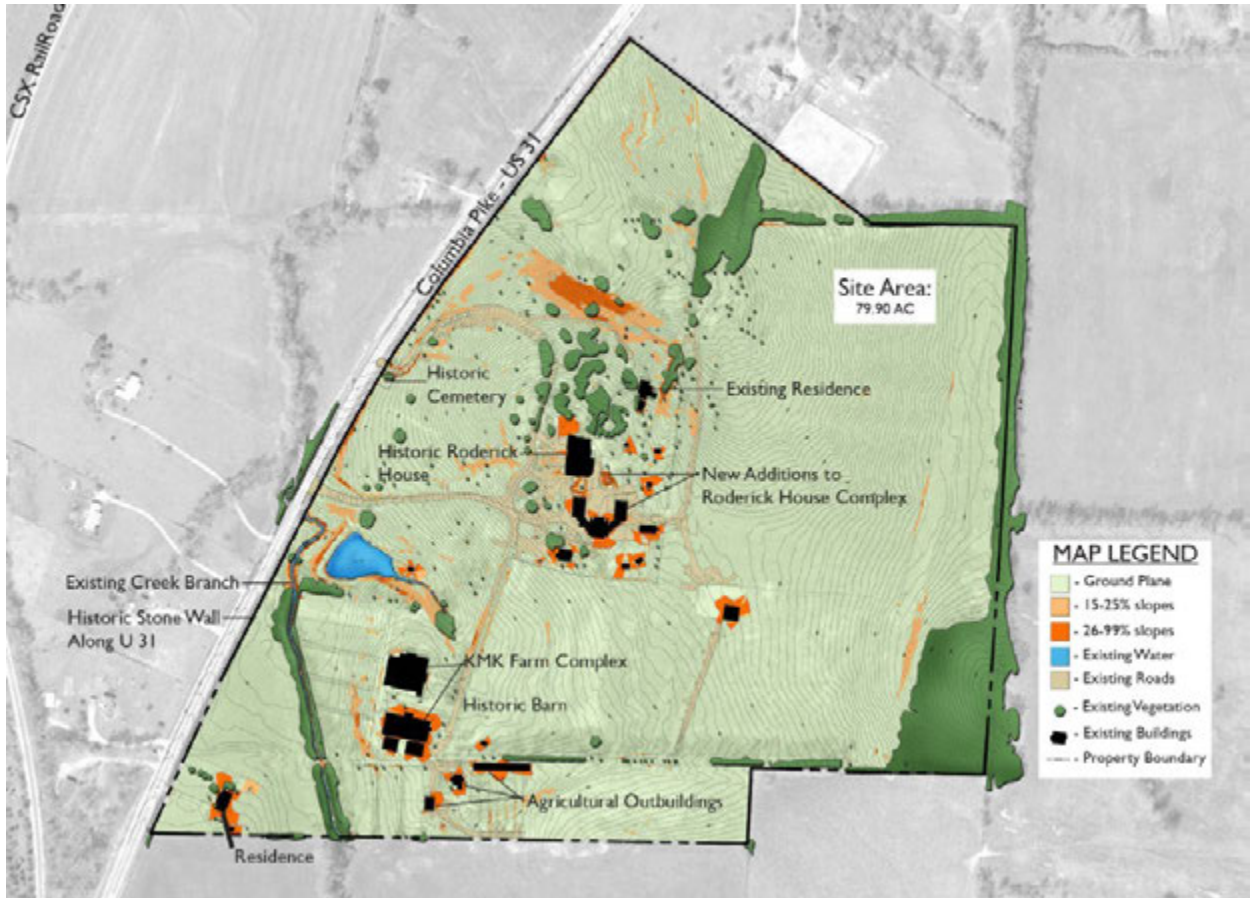 CSX RailRoad
Columbia Pike - US 31
Site Area:
79.90 AC
Historic
Cemetery
Existing Residence
Historic Roderick
House
New Additions to
Roderick House Complex
Existing Creek Branch
Historic Stone Wall
Along U 31
KMK Farm Complex
Historic Barn
Agricultural Outbuildings
Residence
MAP LEGEND
- Ground Plane
- 15-25% slopes
- 26-99% slopes
- Existing Water
- Existing Roads
- Existing Vegetation
- Existing Buildings
- Property Boundary